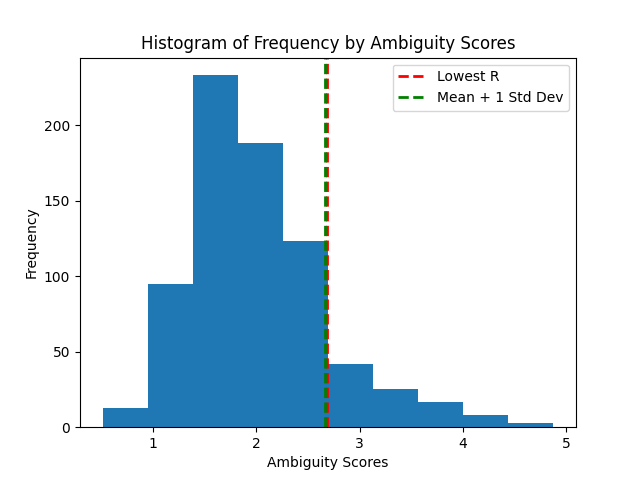 Histogram of Frequency by Ambiguity Scores
Lowest R
Mean + 1 Std Dev
Frequency
200
150
100
50
0
1 2 3 4 5
Ambiguity Scores